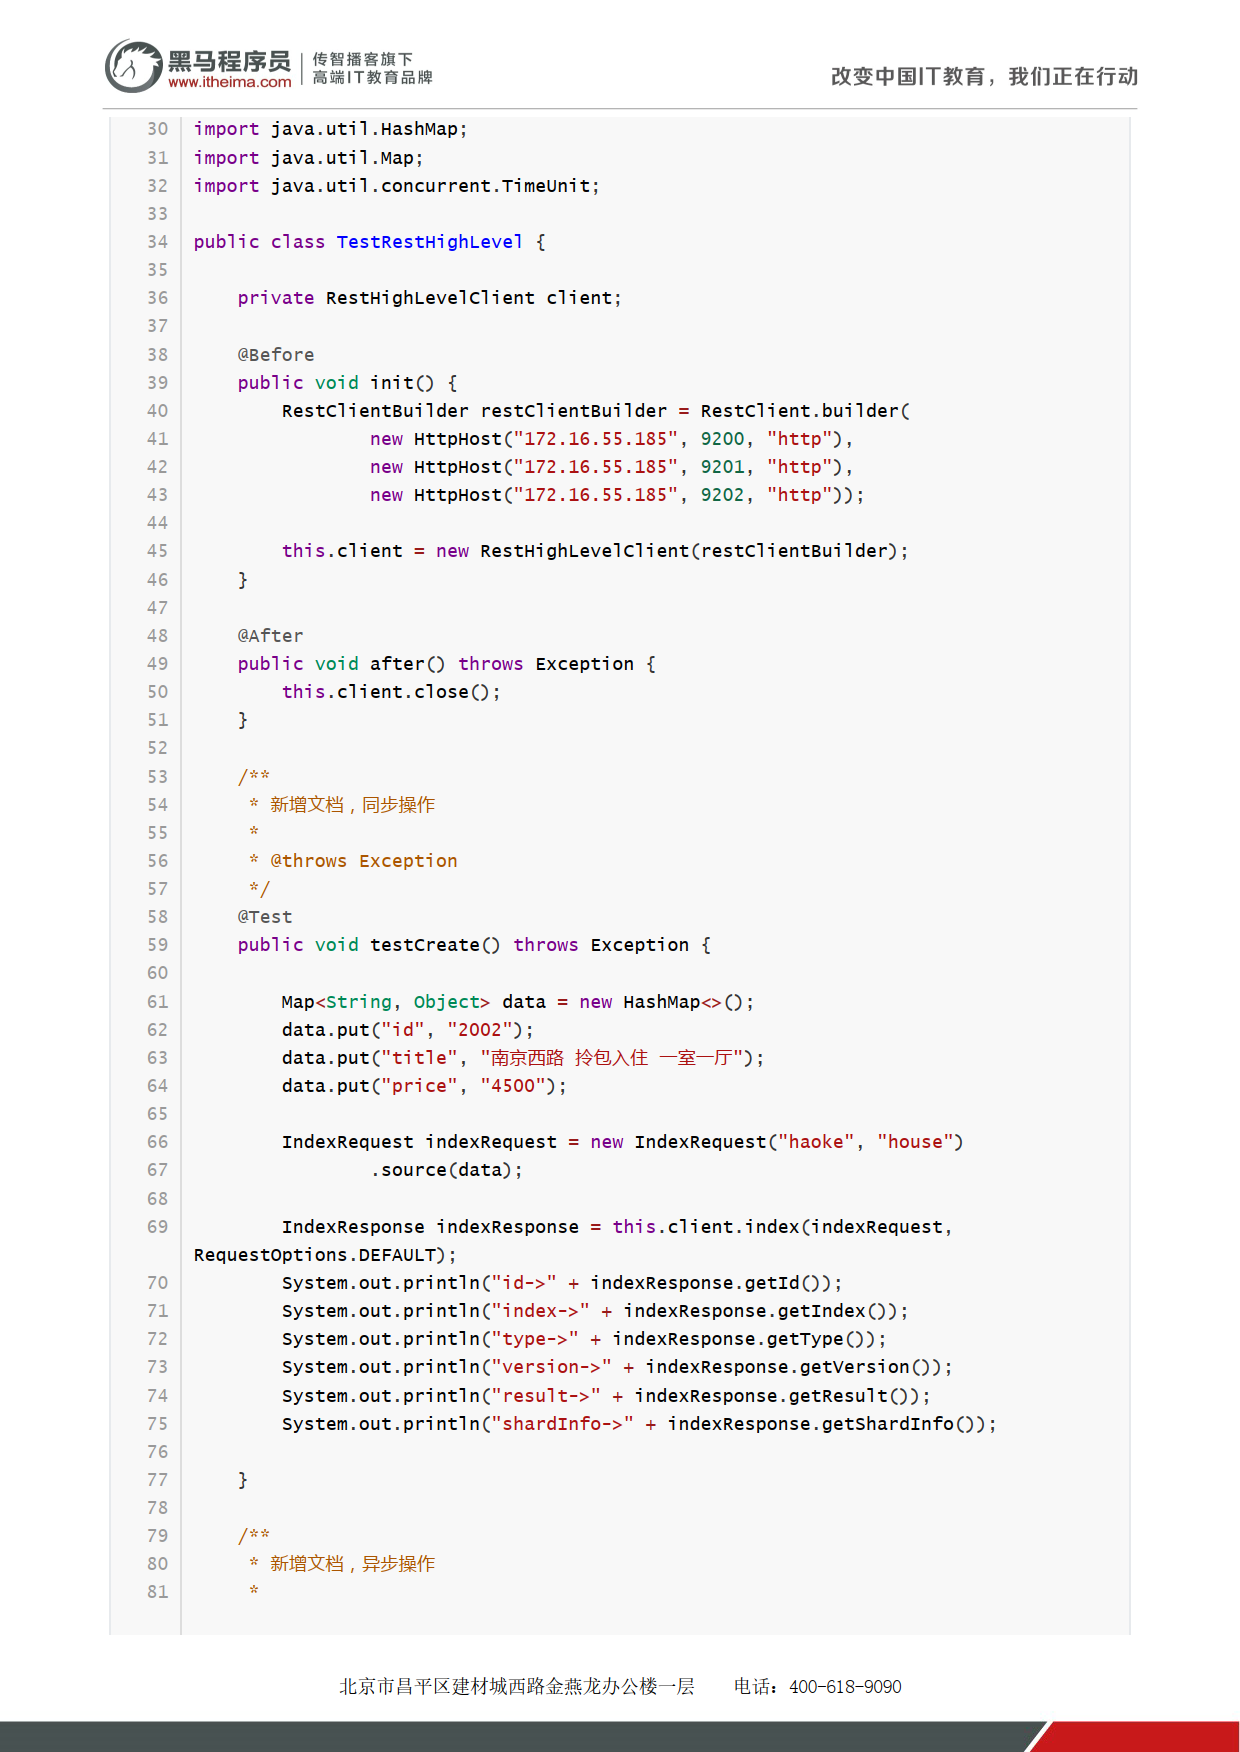 黑马程序员
www.itheima.com
传智播客旗下
高端IT教育品牌
改变中国IT教育，我们正在行动
30 import java.util.HashMap;
31 import java.util.Map;
32 import java.util.concurrent.TimeUnit;
33
34 public class TestRestHighLevel {
35
36     private RestHighLevelClient client;
37
38     @Before
39     public void init() {
40         RestClientBuilder restClientBuilder = RestClient.builder(
41                 new HttpHost("172.16.55.185", 9200, "http"),
42                 new HttpHost("172.16.55.185", 9201, "http"),
43                 new HttpHost("172.16.55.185", 9202, "http"));
44
45         this.client = new RestHighLevelClient(restClientBuilder);
46     }
47
48     @After
49     public void after() throws Exception {
50         this.client.close();
51     }
52
53     /**
54      * 新增文档，同步操作
55      *
56      * @throws Exception
57      */
58     @Test
59     public void testCreate() throws Exception {
60
61         Map<String, Object> data = new HashMap<>();
62         data.put("id", "2002");
63         data.put("title", "南京西路 拎包入住 一室一厅");
64         data.put("price", "4500");
65
66         IndexRequest indexRequest = new IndexRequest("haoke", "house")
67                 .source(data);
68
69         IndexResponse indexResponse = this.client.index(indexRequest,
RequestOptions.DEFAULT);
70         System.out.println("id->" + indexResponse.getId());
71         System.out.println("index->" + indexResponse.getIndex());
72         System.out.println("type->" + indexResponse.getType());
73         System.out.println("version->" + indexResponse.getVersion());
74         System.out.println("result->" + indexResponse.getResult());
75         System.out.println("shardInfo->" + indexResponse.getShardInfo());
76
77     }
78
79     /**
80      * 新增文档，异步操作
81      *
北京市昌平区建材城西路金燕龙办公楼一层 电话：400-618-9090